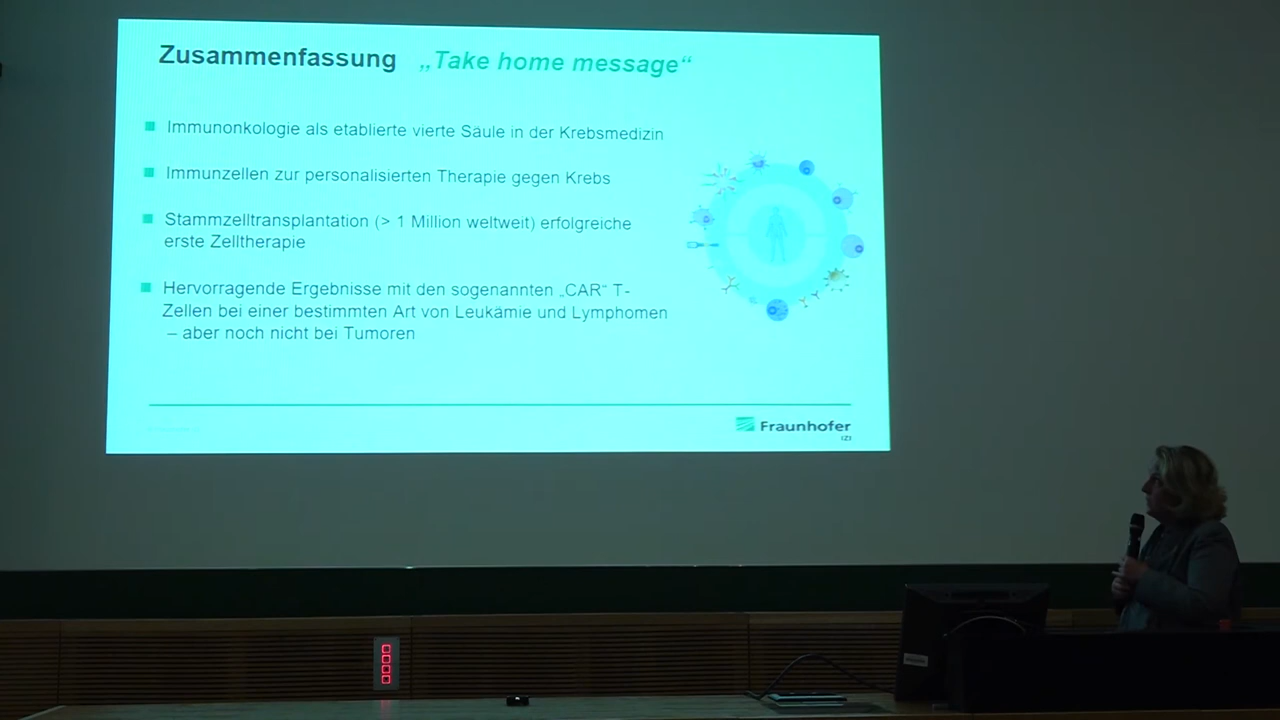 Zusammenfassung „Take home message“
Immunonkologie als etablierte vierte Säule in der Krebsmedizin
Immunzellen zur personalisierten Therapie gegen Krebs
Stammzelltransplantation (> 1 Million weltweit) erfolgreiche
erste Zelltherapie
Hervorragende Ergebnisse mit den sogenannten „CAR“ T-
Zellen bei einer bestimmten Art von Leukämie und Lymphomen
– aber noch nicht bei Tumoren
Fraunhofer
IZI